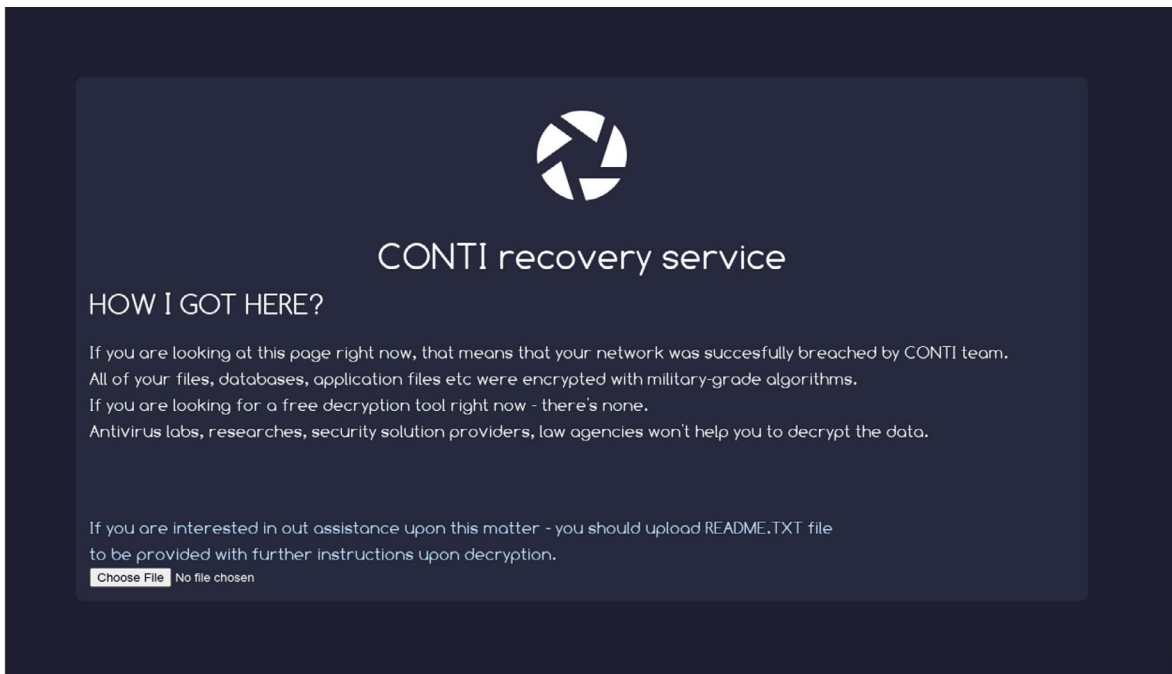 CONTI recovery service
HOW I GOT HERE?
If you are looking at this page right now, that means that your network was succesfully breached by CONTI team.
All of your files, databases, application files etc were encrypted with military-grade algorithms.
If you are looking for a free decryption tool right now - there's none.
Antivirus labs, researches, security solution providers, law agencies won't help you to decrypt the data.
If you are interested in out assistance upon this matter - you should upload README.TXT file
to be provided with further instructions upon decryption.
Choose File No file chosen